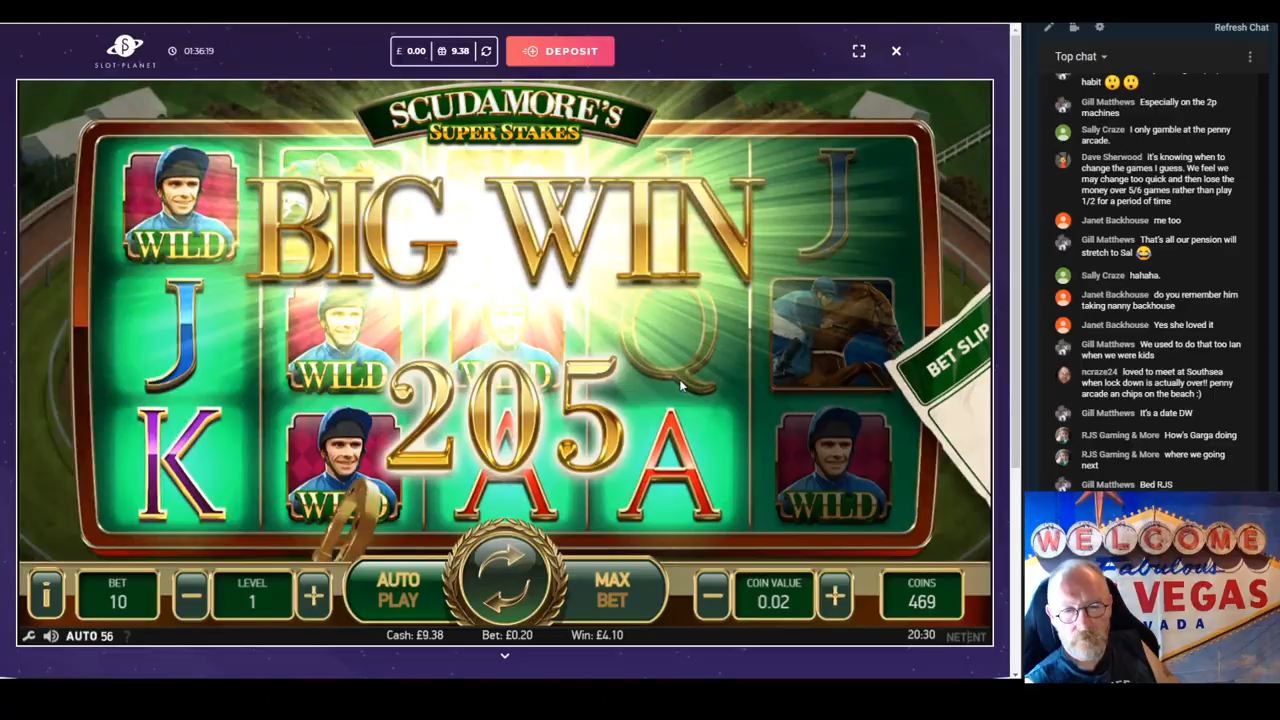 Refresh Chat
S
SLOT PLANET
01:36:19
£ 0.00
9.38
DEPOSIT
Top chat
SCUDAMORE'S
SUPER STAKES
BIG WIN
205
WILD
J
J
WILD
WILD
Q
K
WILD
A
A
WILD
BET SLIP
i
BET
10
LEVEL
1
AUTO
PLAY
MAX
BET
COIN VALUE
0.02
COINS
469
AUTO 56 ?
Cash: £9.38
Bet: £0.20
Win: £4.10
20:30
NETENT
habit
Gill Matthews Especially on the 2p
machines
Sally Craze I only gamble at the penny
arcade.
Dave Sherwood it's knowing when to
change the games I guess. We feel we
may change too quick and then lose the
money over 5/6 games rather than play
1/2 for a period of time
Janet Backhouse me too
Gill Matthews That's all our pension will
stretch to Sal
Sally Craze hahaha.
Janet Backhouse do you remember him
taking nanny backhouse
Janet Backhouse Yes she loved it
Gill Matthews We used to do that too Ian
when we were kids
ncraze24 loved to meet at Southsea
when lock down is actually over!! penny
arcade an chips on the beach :)
Gill Matthews It's a date DW
RJS Gaming & More How's Garga doing
RJS Gaming & More where we going
next
Gill Matthews Bed RJS
WELCOME
Fabulous
VEGAS
VADA